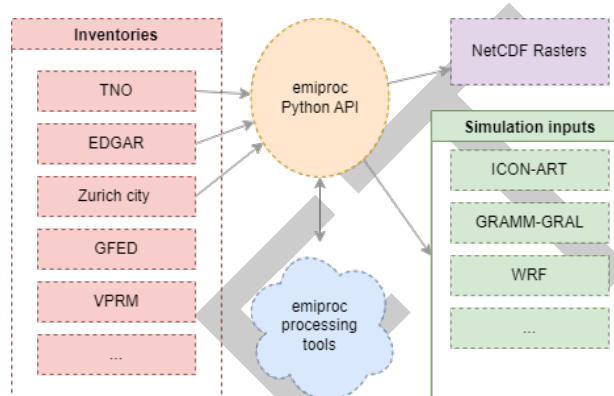 Inventories
TNO
EDGAR
Zurich city
GFED
VPRM
...
emiproc
Python API
emiproc
processing
tools
NetCDF Rasters
Simulation inputs
ICON-ART
GRAMM-GRAL
WRF
...